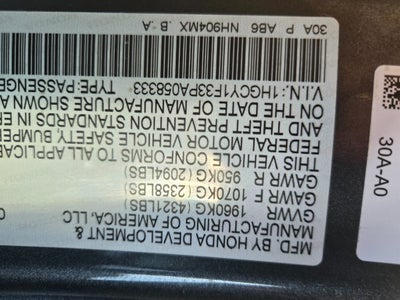 MFD. BY HONDA DEVELOPMENT &
MANUFACTURING OF AMERICA, LLC
GVWR 1960KG (4321LBS)
GAWR F 1070KG (2358LBS)
GAWR R 950KG (2094LBS)
THIS VEHICLE CONFORMS TO ALL APPLICA
FEDERAL MOTOR VEHICLE SAFETY, BUMPE
AND THEFT PREVENTION STANDARDS IN E
ON THE DATE OF MANUFACTURE SHOWN A
V.I.N.: 1HGCY1F33PA058333 TYPE:PASSENGE
30A P AB6 NH904MX B A
30A-A0